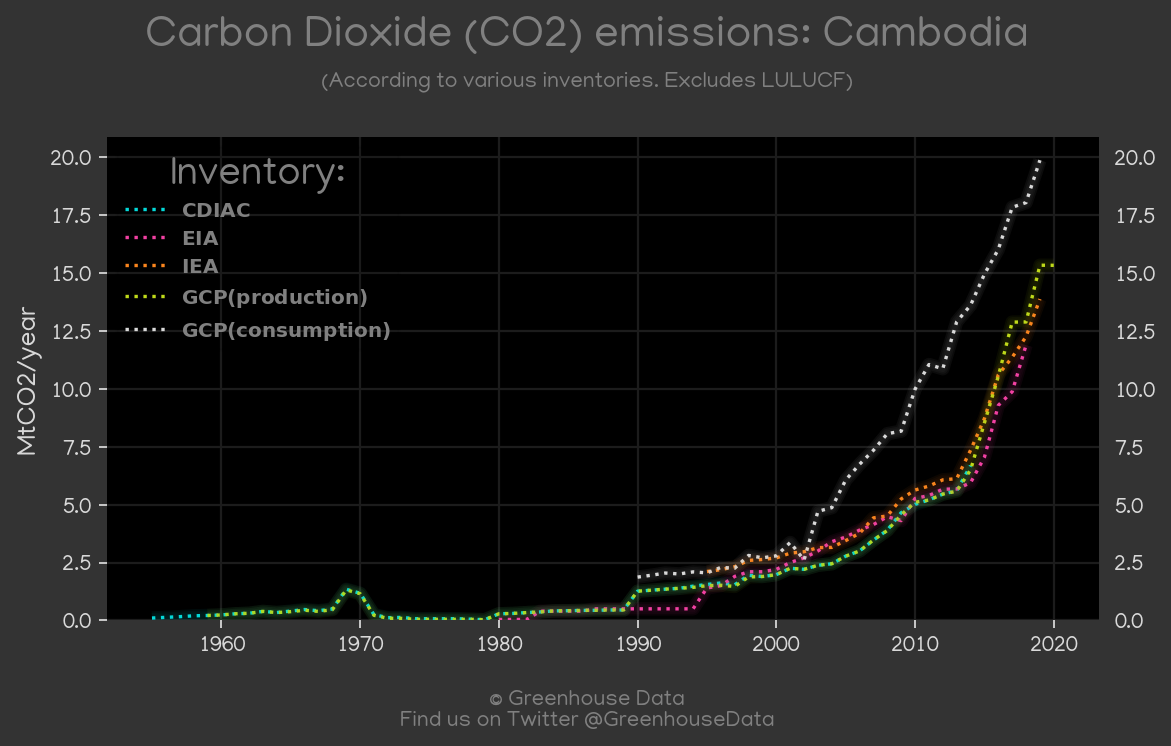 Carbon Dioxide (CO2) emissions: Cambodia
(According to various inventories. Excludes LULUCF)
Inventory:
CDIAC
EIA
IEA
GCP(production)
GCP(consumption)
MtCO2/year
20.0
17.5
15.0
12.5
10.0
7.5
5.0
2.5
0.0
20.0
17.5
15.0
12.5
10.0
7.5
5.0
2.5
0.0
1960 1970 1980 1990 2000 2010 2020
© Greenhouse Data
Find us on Twitter @GreenhouseData